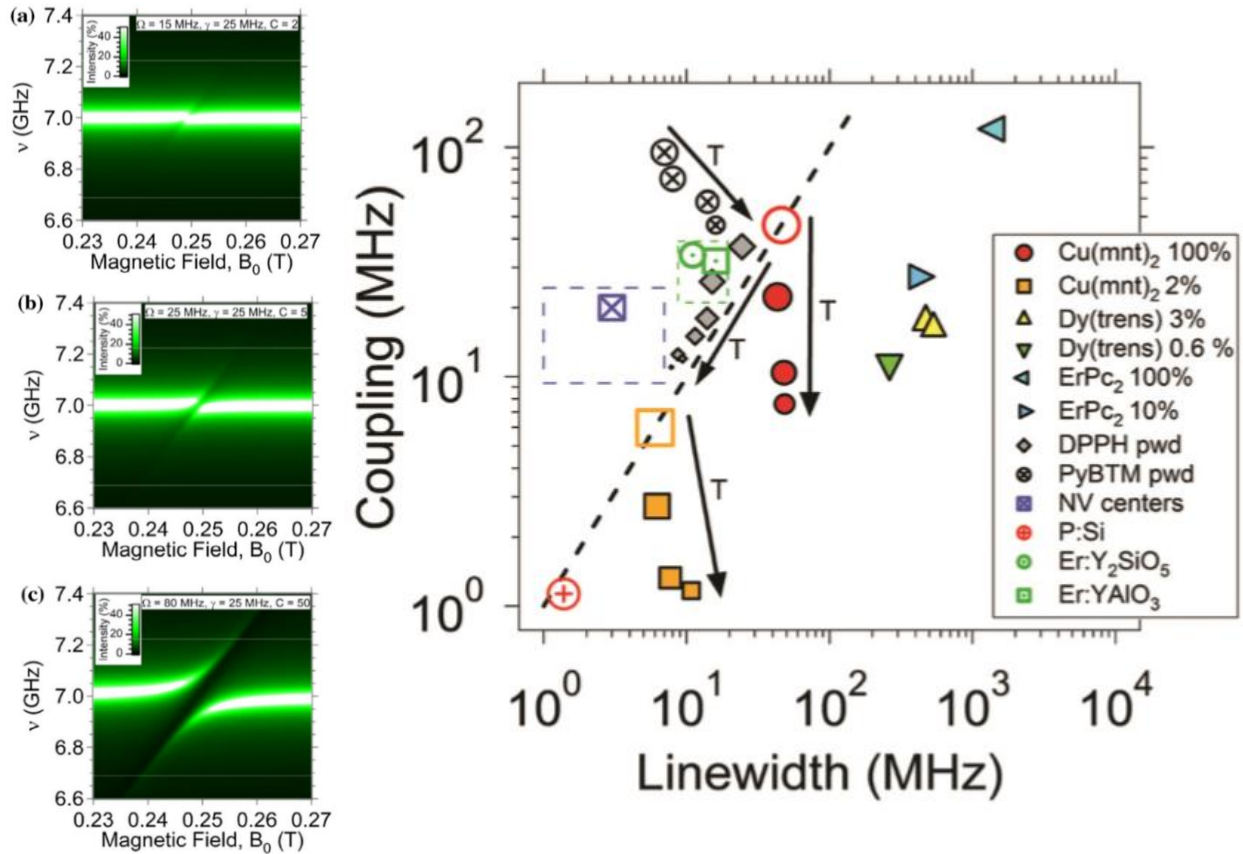 (a)
Ω = 15 MHz, γ = 25 MHz, C = 2
Intensity (%)
40
20
0
7.4
7.2
7.0
6.8
6.6
ν (GHz)
0.23 0.24 0.25 0.26 0.27
Magnetic Field, B₀ (T)
(b)
Ω = 25 MHz, γ = 25 MHz, C = 5
Intensity (%)
40
20
0
7.4
7.2
7.0
6.8
6.6
ν (GHz)
0.23 0.24 0.25 0.26 0.27
Magnetic Field, B₀ (T)
(c)
Ω = 80 MHz, γ = 25 MHz, C = 50
Intensity (%)
40
20
0
7.4
7.2
7.0
6.8
6.6
ν (GHz)
0.23 0.24 0.25 0.26 0.27
Magnetic Field, B₀ (T)
Coupling (MHz)
10²
10¹
10⁰
T
T
T
T
Cu(mnt)₂ 100%
Cu(mnt)₂ 2%
Dy(trens) 3%
Dy(trens) 0.6 %
ErPc₂ 100%
ErPc₂ 10%
DPPH pwd
PyBTM pwd
NV centers
P:Si
Er:Y₂SiO₅
Er:YAlO₃
10⁰ 10¹ 10² 10³ 10⁴
Linewidth (MHz)